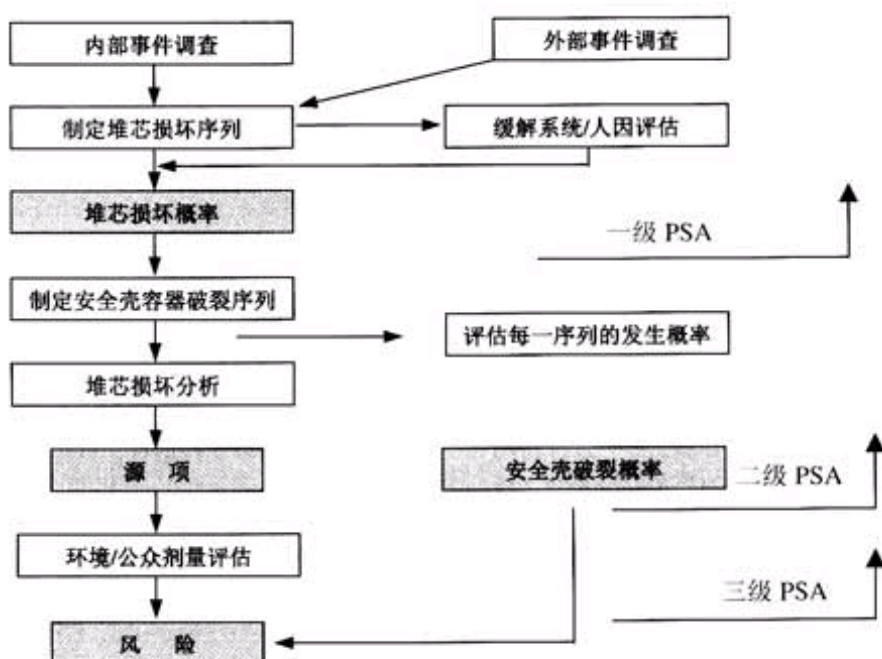 内部事件调查
外部事件调查
制定堆芯损坏序列
缓解系统/人因评估
堆芯损坏概率
一级 PSA
制定安全壳容器破裂序列
评估每一序列的发生概率
堆芯损坏分析
源 项
安全壳破裂概率
二级 PSA
环境/公众剂量评估
三级 PSA
风 险